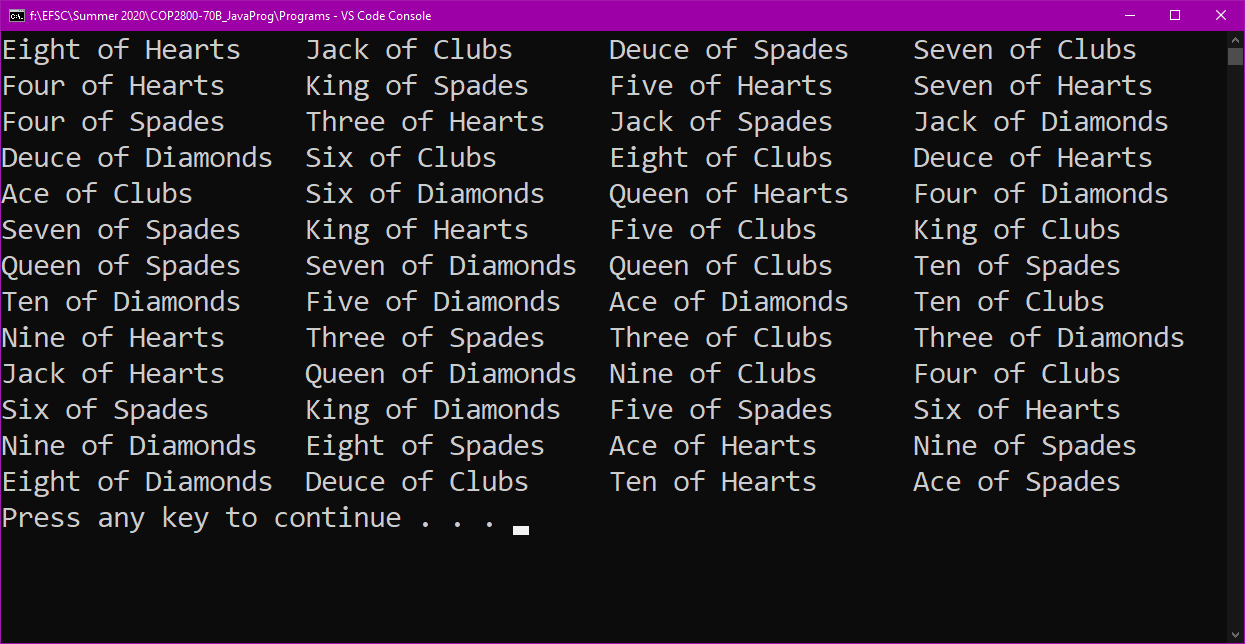 f:\EFSC\Summer 2020\COP2800-70B_JavaProg\Programs - VS Code Console
Eight of Hearts    Jack of Clubs      Deuce of Spades    Seven of Clubs
Four of Hearts     King of Spades     Five of Hearts     Seven of Hearts
Four of Spades     Three of Hearts    Jack of Spades     Jack of Diamonds
Deuce of Diamonds  Six of Clubs       Eight of Clubs     Deuce of Hearts
Ace of Clubs       Six of Diamonds    Queen of Hearts    Four of Diamonds
Seven of Spades    King of Hearts     Five of Clubs      King of Clubs
Queen of Spades    Seven of Diamonds  Queen of Clubs     Ten of Spades
Ten of Diamonds    Five of Diamonds   Ace of Diamonds    Ten of Clubs
Nine of Hearts     Three of Spades    Three of Clubs     Three of Diamonds
Jack of Hearts     Queen of Diamonds  Nine of Clubs      Four of Clubs
Six of Spades      King of Diamonds   Five of Spades     Six of Hearts
Nine of Diamonds   Eight of Spades    Ace of Hearts      Nine of Spades
Eight of Diamonds  Deuce of Clubs     Ten of Hearts      Ace of Spades
Press any key to continue . . .